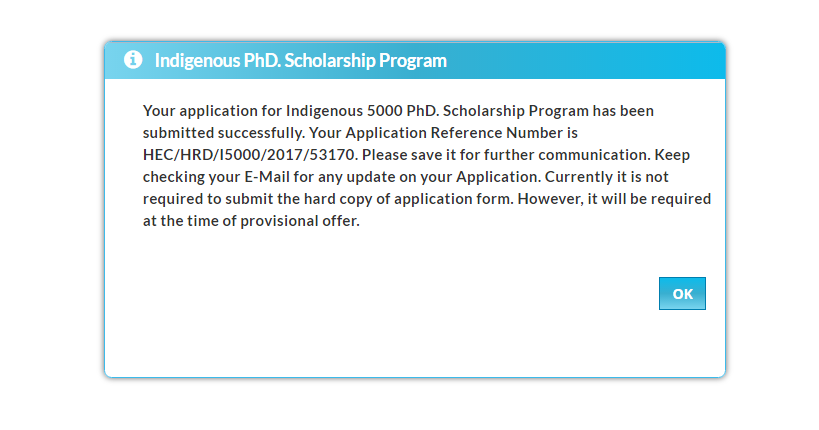 Indigenous PhD. Scholarship Program
Your application for Indigenous 5000 PhD. Scholarship Program has been
submitted successfully. Your Application Reference Number is
HEC/HRD/I5000/2017/53170. Please save it for further communication. Keep
checking your E-Mail for any update on your Application. Currently it is not
required to submit the hard copy of application form. However, it will be required
at the time of provisional offer.
OK